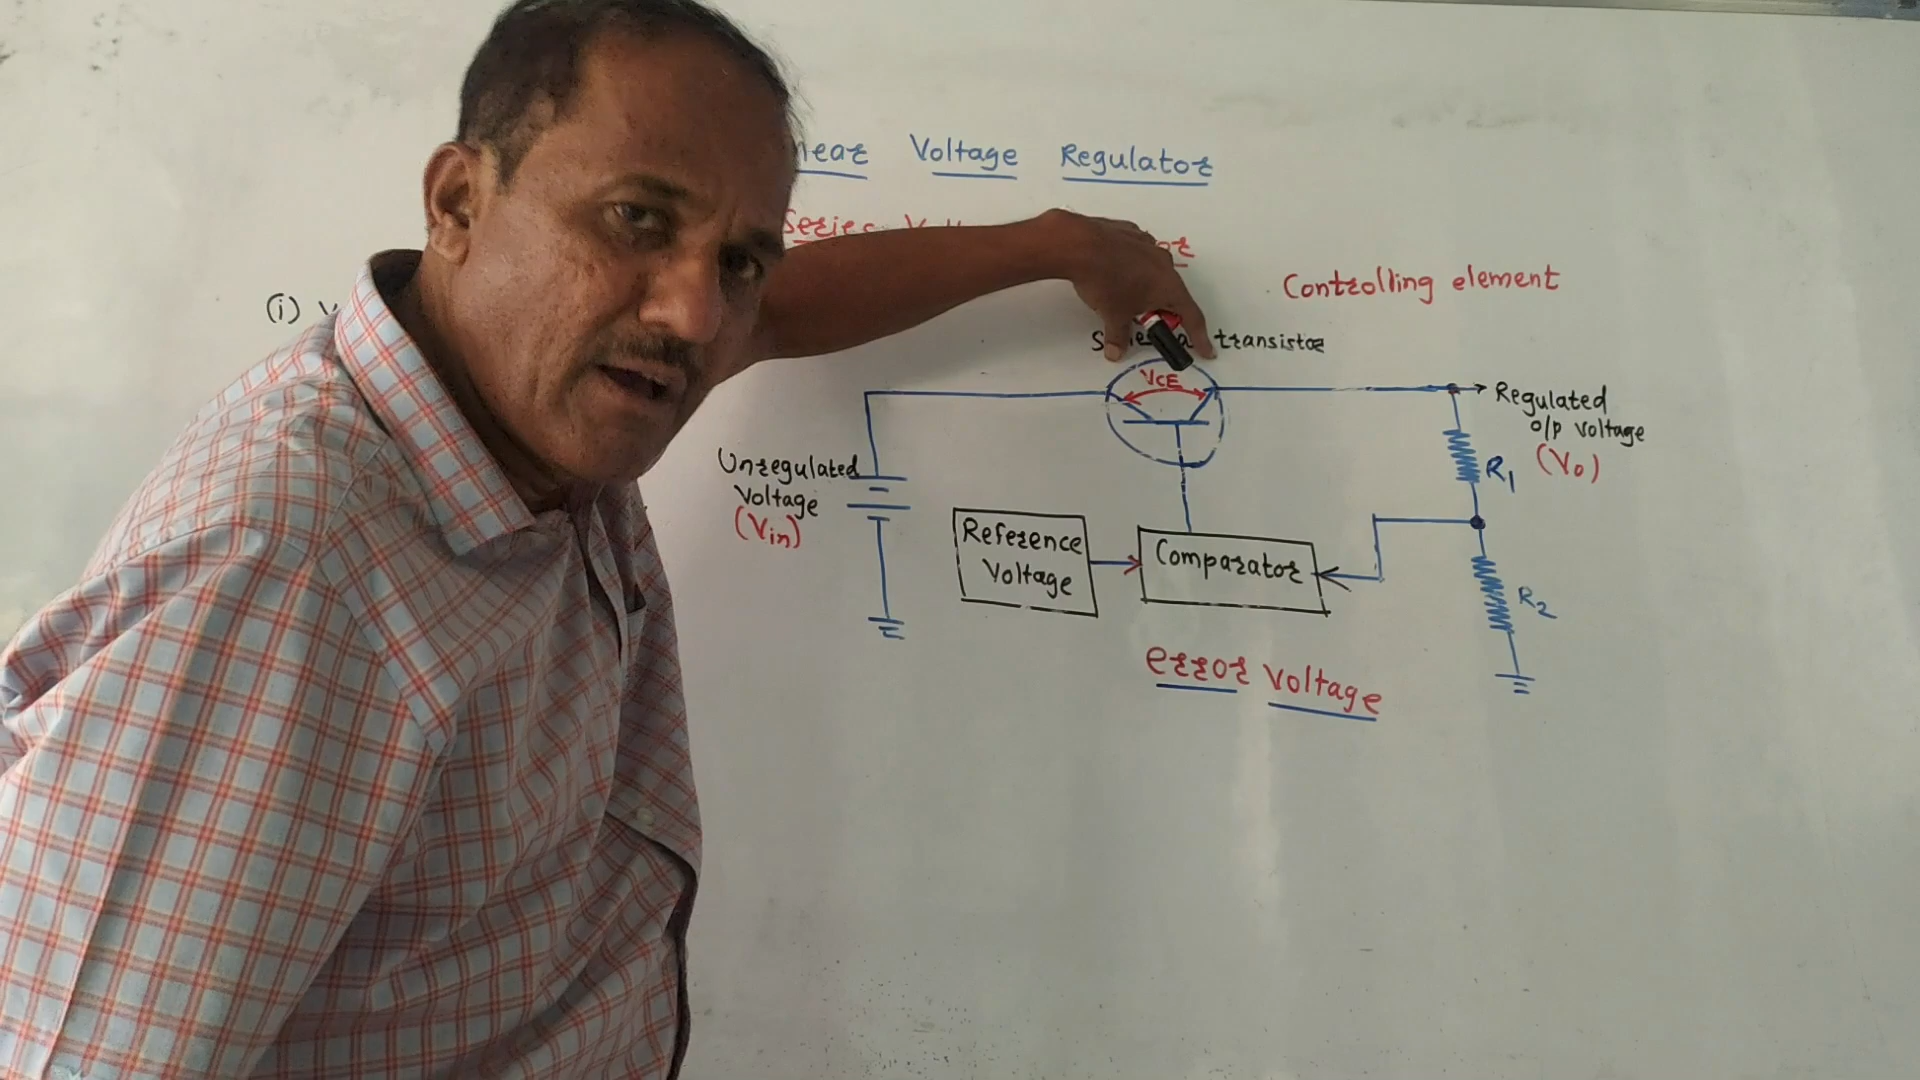 Voltage Regulator
Series
Controlling element
(i)
transistor
VCE
Regulated
o/p voltage
(Vo)
Unregulated
Voltage
(Vin)
R1
Reference
Voltage
Comparator
R2
error voltage